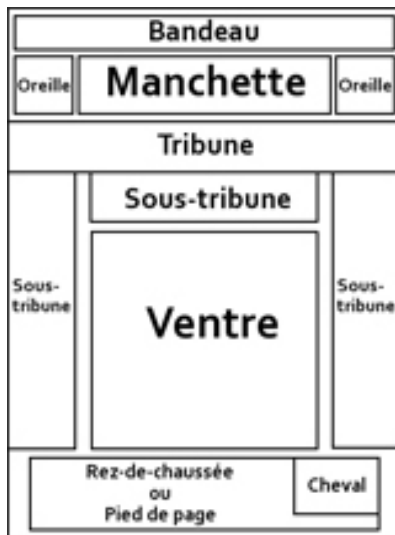 Bandeau
Oreille
Manchette
Oreille
Tribune
Sous-tribune
Sous-
tribune
Ventre
Sous-
tribune
Rez-de-chaussée
ou
Pied de page
Cheval